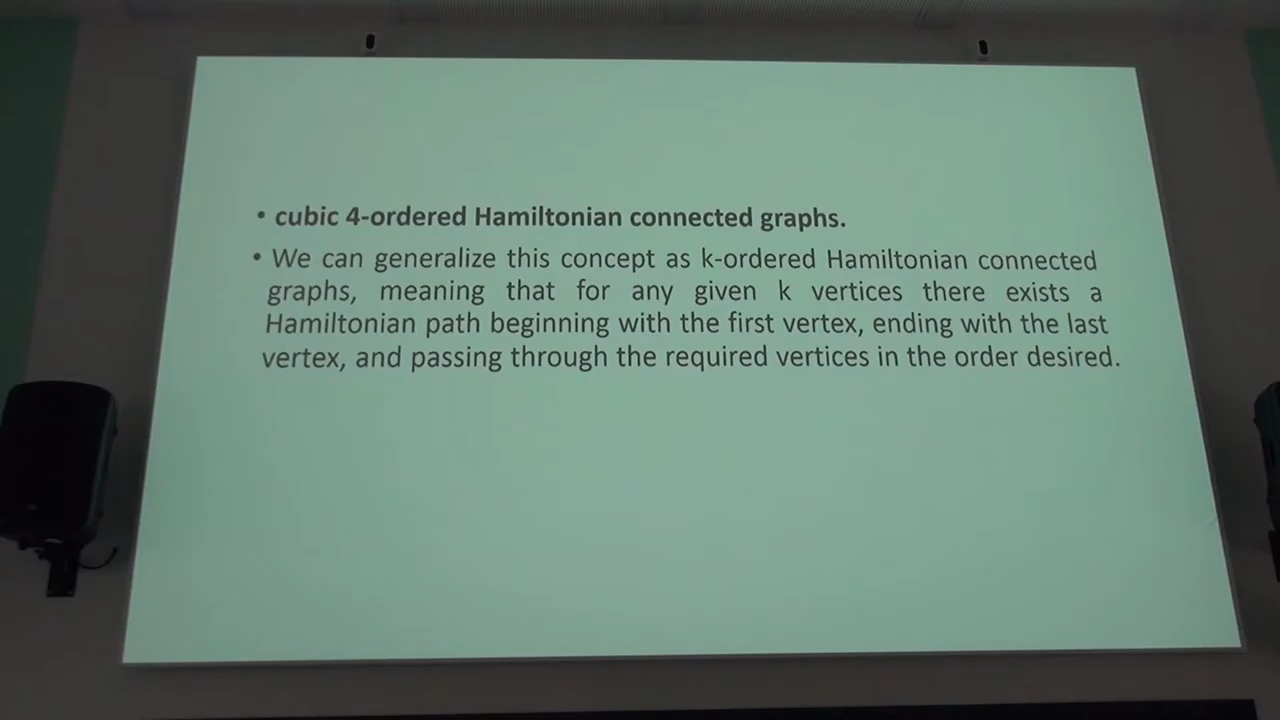 • cubic 4-ordered Hamiltonian connected graphs.
• We can generalize this concept as k-ordered Hamiltonian connected
graphs, meaning that for any given k vertices there exists a
Hamiltonian path beginning with the first vertex, ending with the last
vertex, and passing through the required vertices in the order desired.